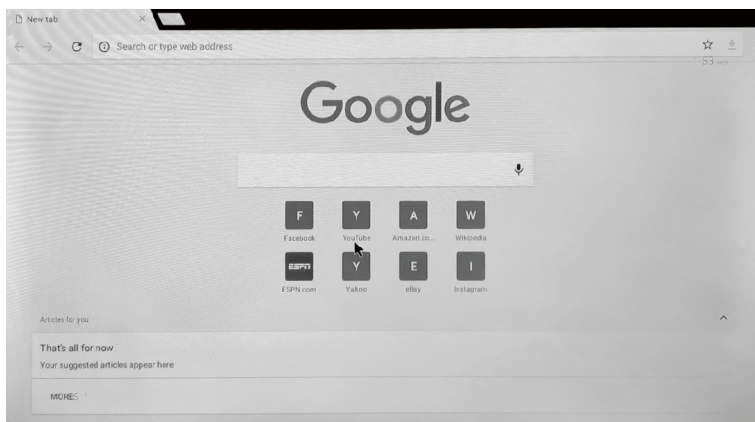 New tab
Search or type web address
Google
F Y A W
Facebook YouTube Amazon.co... Wikipedia
ESPN Y E I
ESPN.com Yahoo eBay Instagram
Articles for you
That's all for now
Your suggested articles appear here